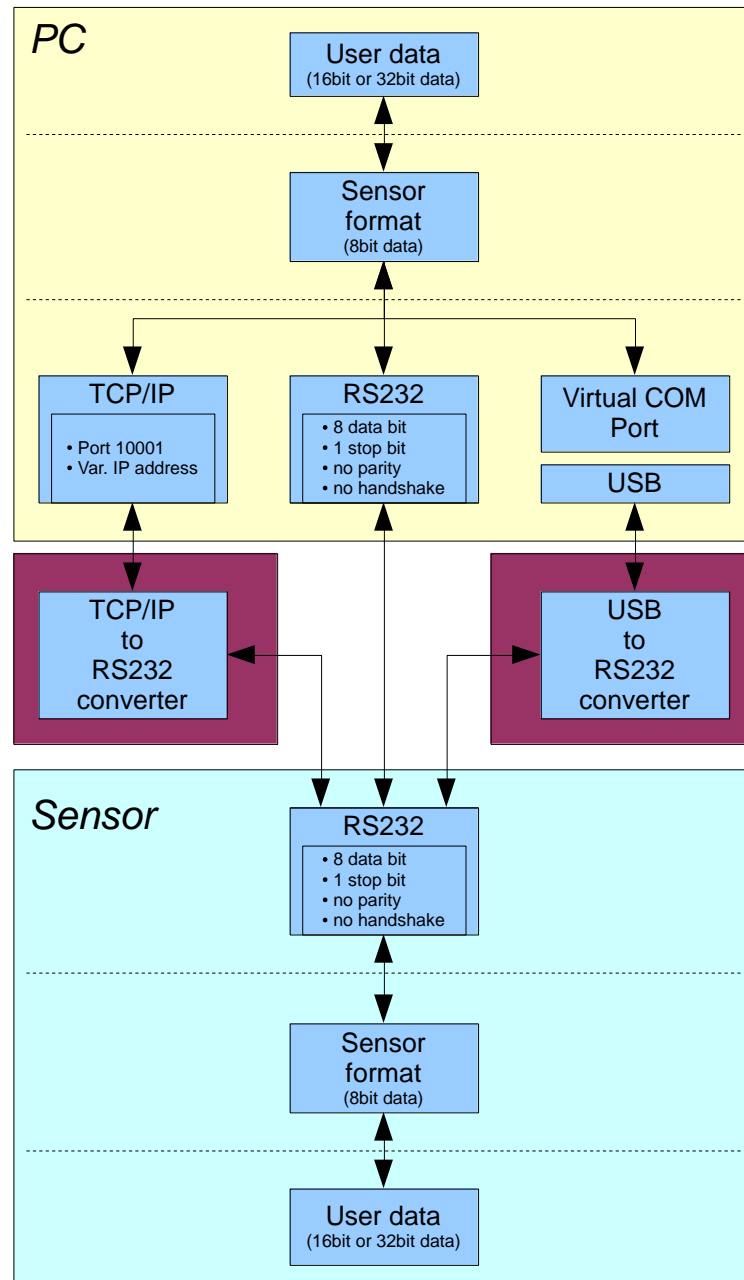 PC
User data
(16bit or 32bit data)
Sensor
format
(8bit data)
TCP/IP
• Port 10001
• Var. IP address
RS232
• 8 data bit
• 1 stop bit
• no parity
• no handshake
Virtual COM
Port
USB
TCP/IP
to
RS232
converter
USB
to
RS232
converter
Sensor
RS232
• 8 data bit
• 1 stop bit
• no parity
• no handshake
Sensor
format
(8bit data)
User data
(16bit or 32bit data)